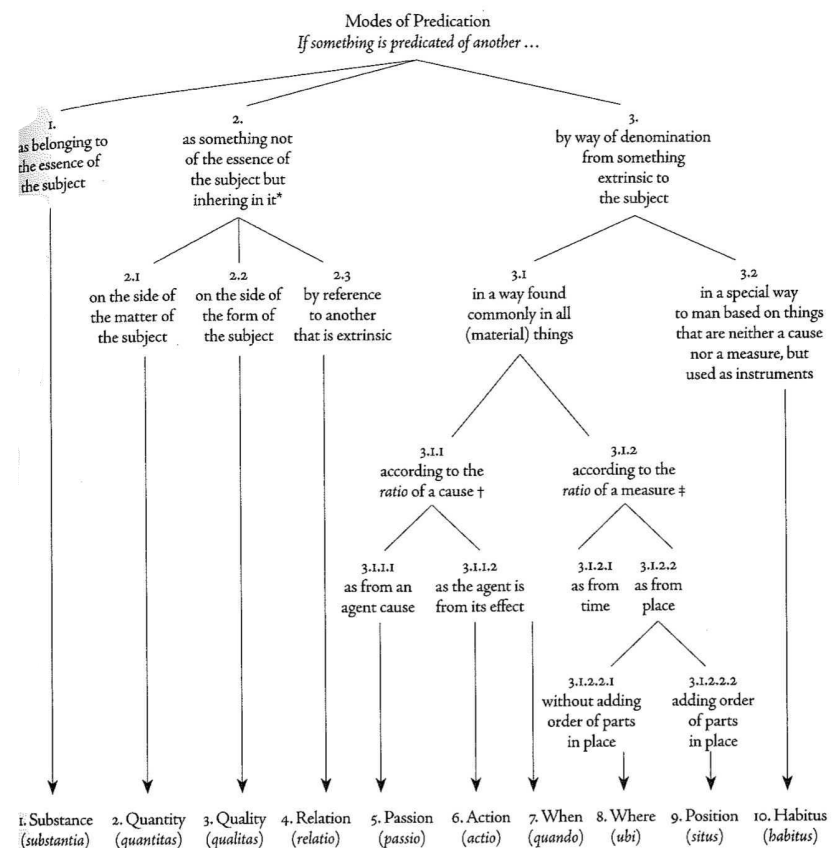 Modes of Predication
If something is predicated of another …
1.
as belonging to
the essence of
the subject
2.
as something not
of the essence of
the subject but
inhering in it*
3.
by way of denomination
from something
extrinsic to
the subject
2.1
on the side of
the matter of
the subject
2.2
on the side of
the form of
the subject
2.3
by reference
to another
that is extrinsic
3.1
in a way found
commonly in all
(material) things
3.2
in a special way
to man based on things
that are neither a cause
nor a measure, but
used as instruments
3.1.1
according to the
ratio of a cause †
3.1.2
according to the
ratio of a measure ‡
3.1.1.1
as from an
agent cause
3.1.1.2
as the agent is
from its effect
3.1.2.1
as from
time
3.1.2.2
as from
place
3.1.2.2.1
without adding
order of parts
in place
3.1.2.2.2
adding order
of parts
in place
1. Substance
(substantia)
2. Quantity
(quantitas)
3. Quality
(qualitas)
4. Relation
(relatio)
5. Passion
(passio)
6. Action
(actio)
7. When
(quando)
8. Where
(ubi)
9. Position
(situs)
10. Habitus
(habitus)